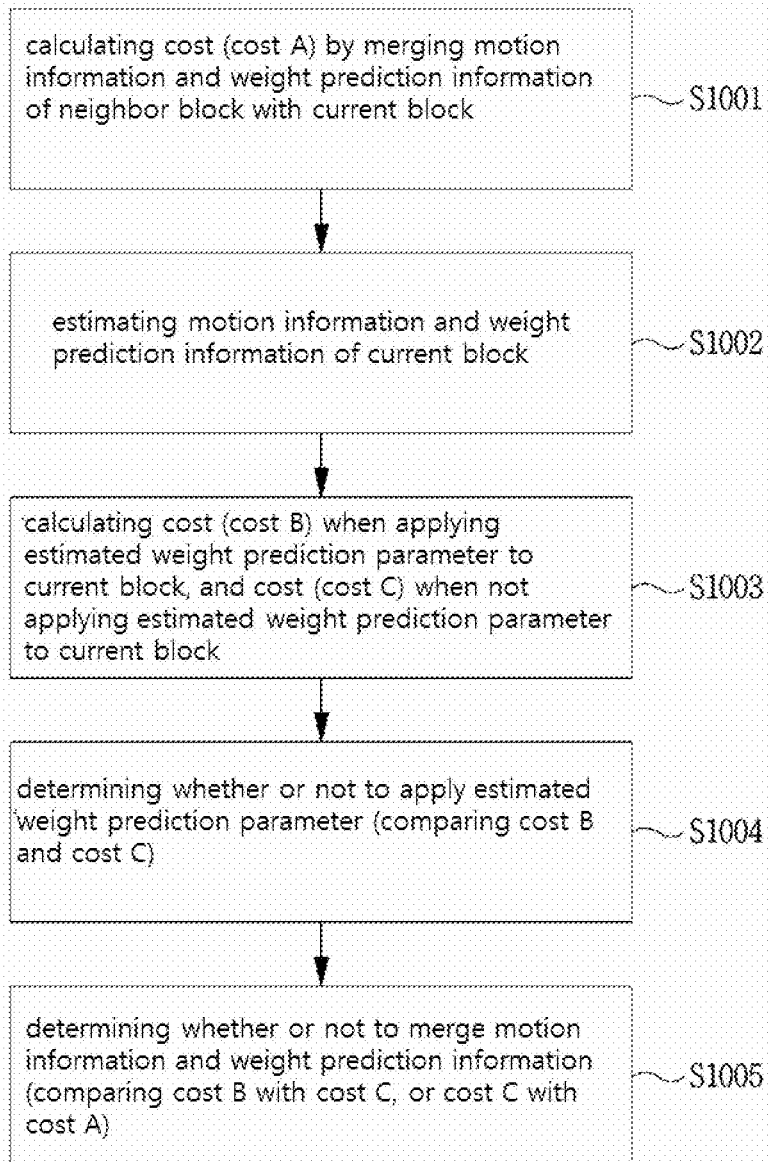 calculating cost (cost A) by merging motion
information and weight prediction information
of neighbor block with current block
S1001
estimating motion information and weight
prediction information of current block
S1002
calculating cost (cost B) when applying
estimated weight prediction parameter to
current block, and cost (cost C) when not
applying estimated weight prediction parameter
to current block
S1003
determining whether or not to apply estimated
weight prediction parameter (comparing cost B
and cost C)
S1004
determining whether or not to merge motion
information and weight prediction information
(comparing cost B with cost C, or cost C with
cost A)
S1005